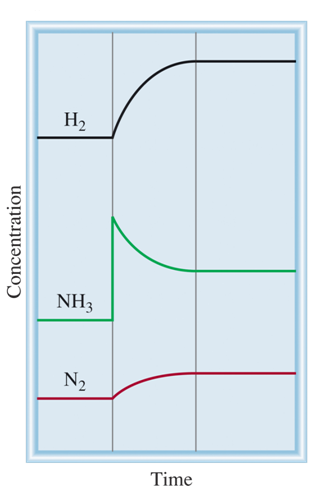 H₂
NH₃
N₂
Concentration
Time